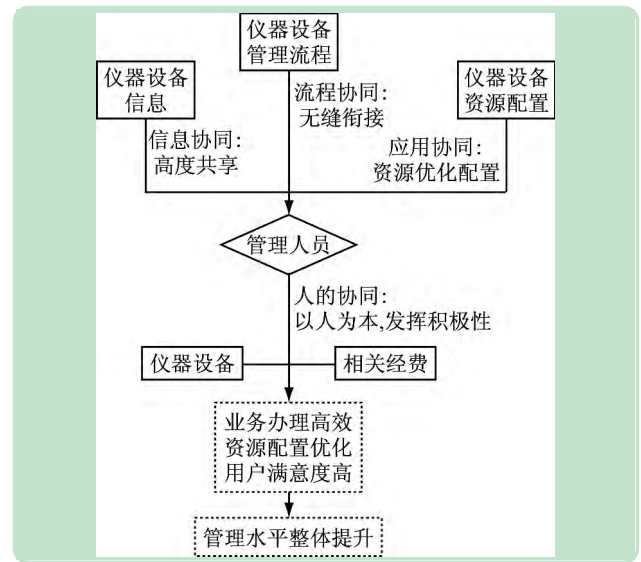 仪器设备
管理流程
仪器设备
信息
仪器设备
资源配置
流程协同:
无缝衔接
信息协同:
高度共享
应用协同:
资源优化配置
管理人员
人的协同:
以人为本,发挥积极性
仪器设备
相关经费
业务办理高效
资源配置优化
用户满意度高
管理水平整体提升